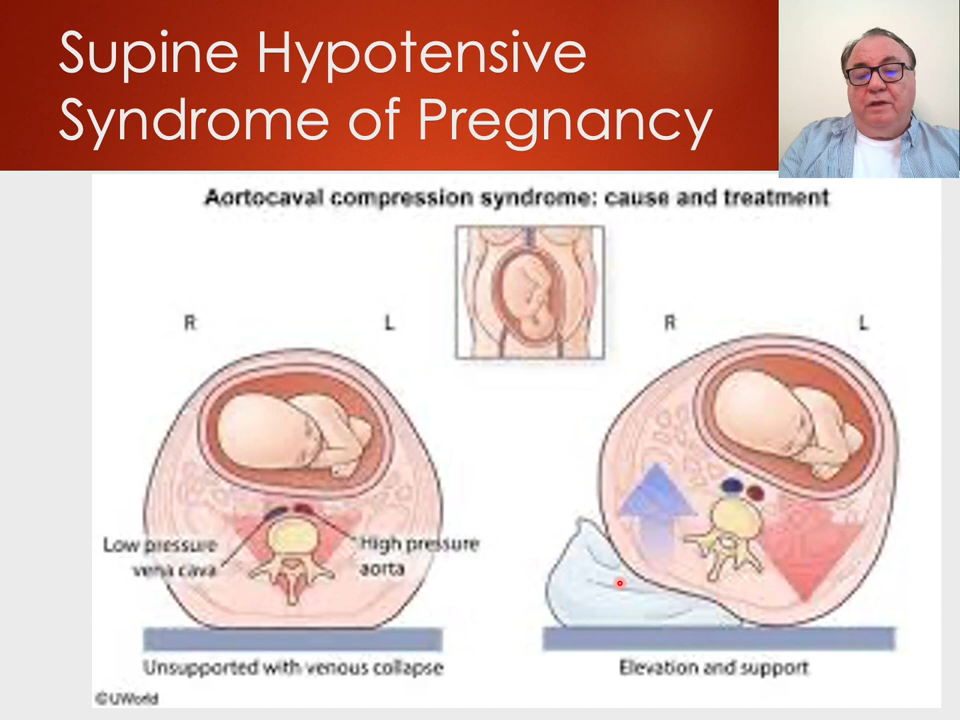 Supine Hypotensive
Syndrome of Pregnancy
Aortocaval compression syndrome: cause and treatment
R
L
R
L
Low pressure
vena cava
High pressure
aorta
Unsupported with venous collapse
Elevation and support
©UWorld